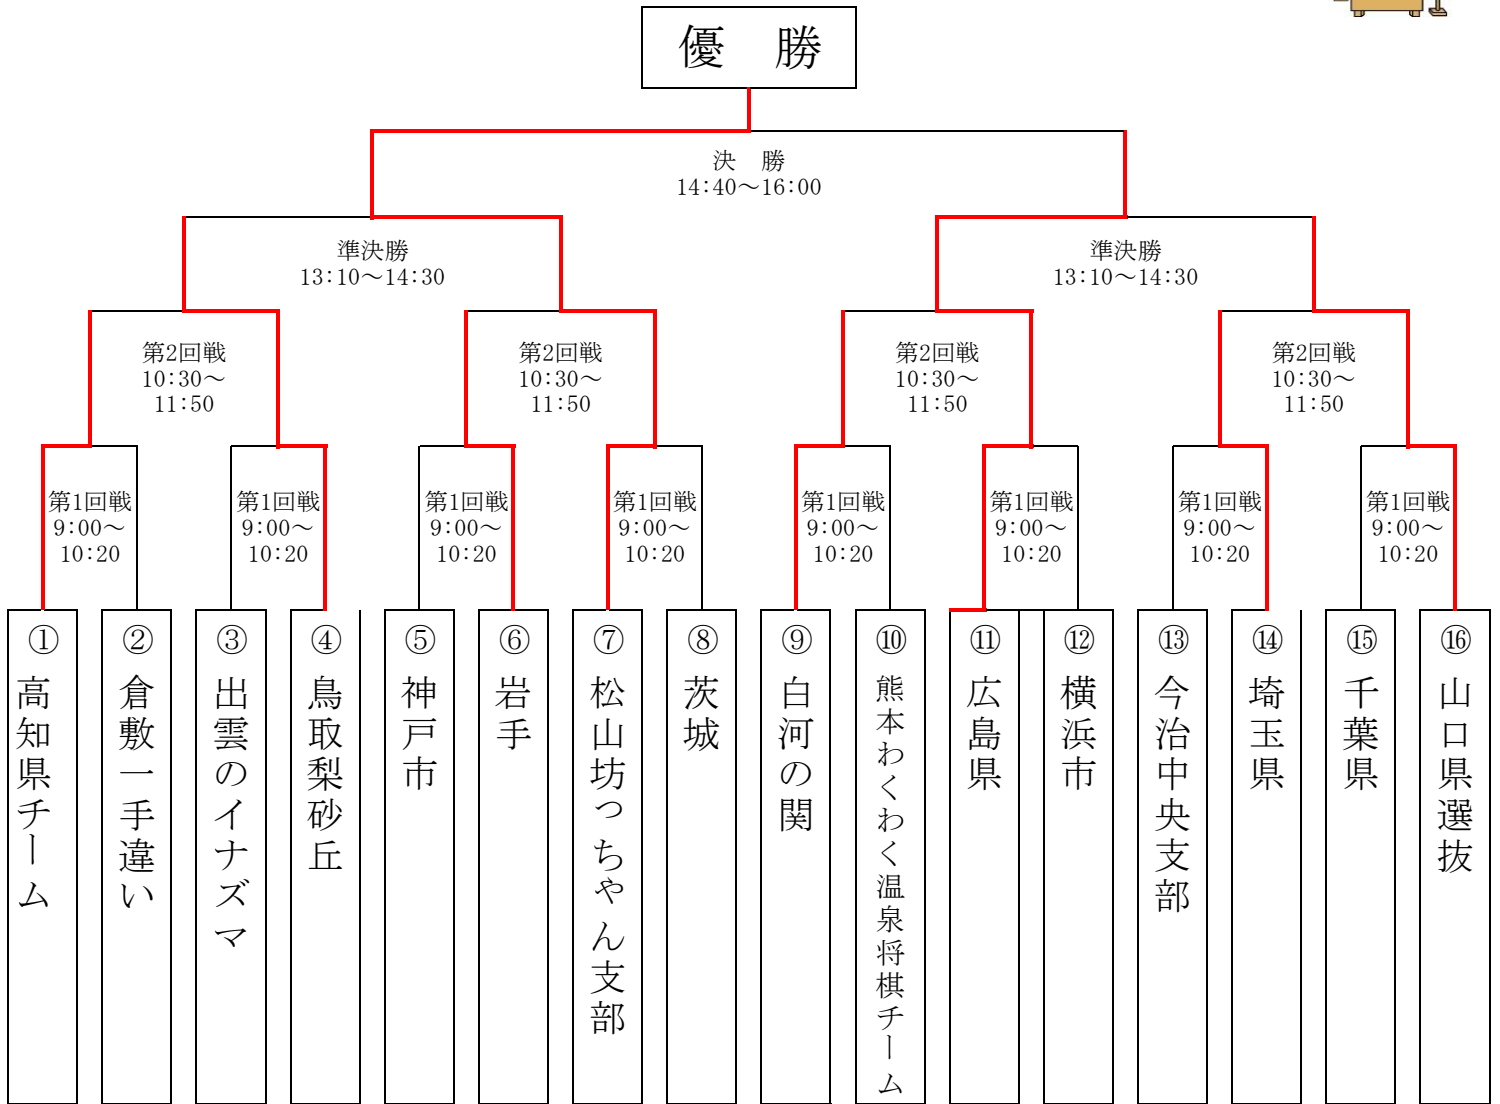 優　勝
決　勝
14:40～16:00
準決勝
13:10～14:30
準決勝
13:10～14:30
第2回戦
10:30～
11:50
第2回戦
10:30～
11:50
第2回戦
10:30～
11:50
第2回戦
10:30～
11:50
第1回戦
9:00～
10:20
第1回戦
9:00～
10:20
第1回戦
9:00～
10:20
第1回戦
9:00～
10:20
第1回戦
9:00～
10:20
第1回戦
9:00～
10:20
第1回戦
9:00～
10:20
第1回戦
9:00～
10:20
①
高知県チーム
②
倉敷一手違い
③
出雲のイナズマ
④
鳥取梨砂丘
⑤
神戸市
⑥
岩手
⑦
松山坊っちゃん支部
⑧
茨城
⑨
白河の関
⑩
熊本わくわく温泉将棋チーム
⑪
広島県
⑫
横浜市
⑬
今治中央支部
⑭
埼玉県
⑮
千葉県
⑯
山口県選抜